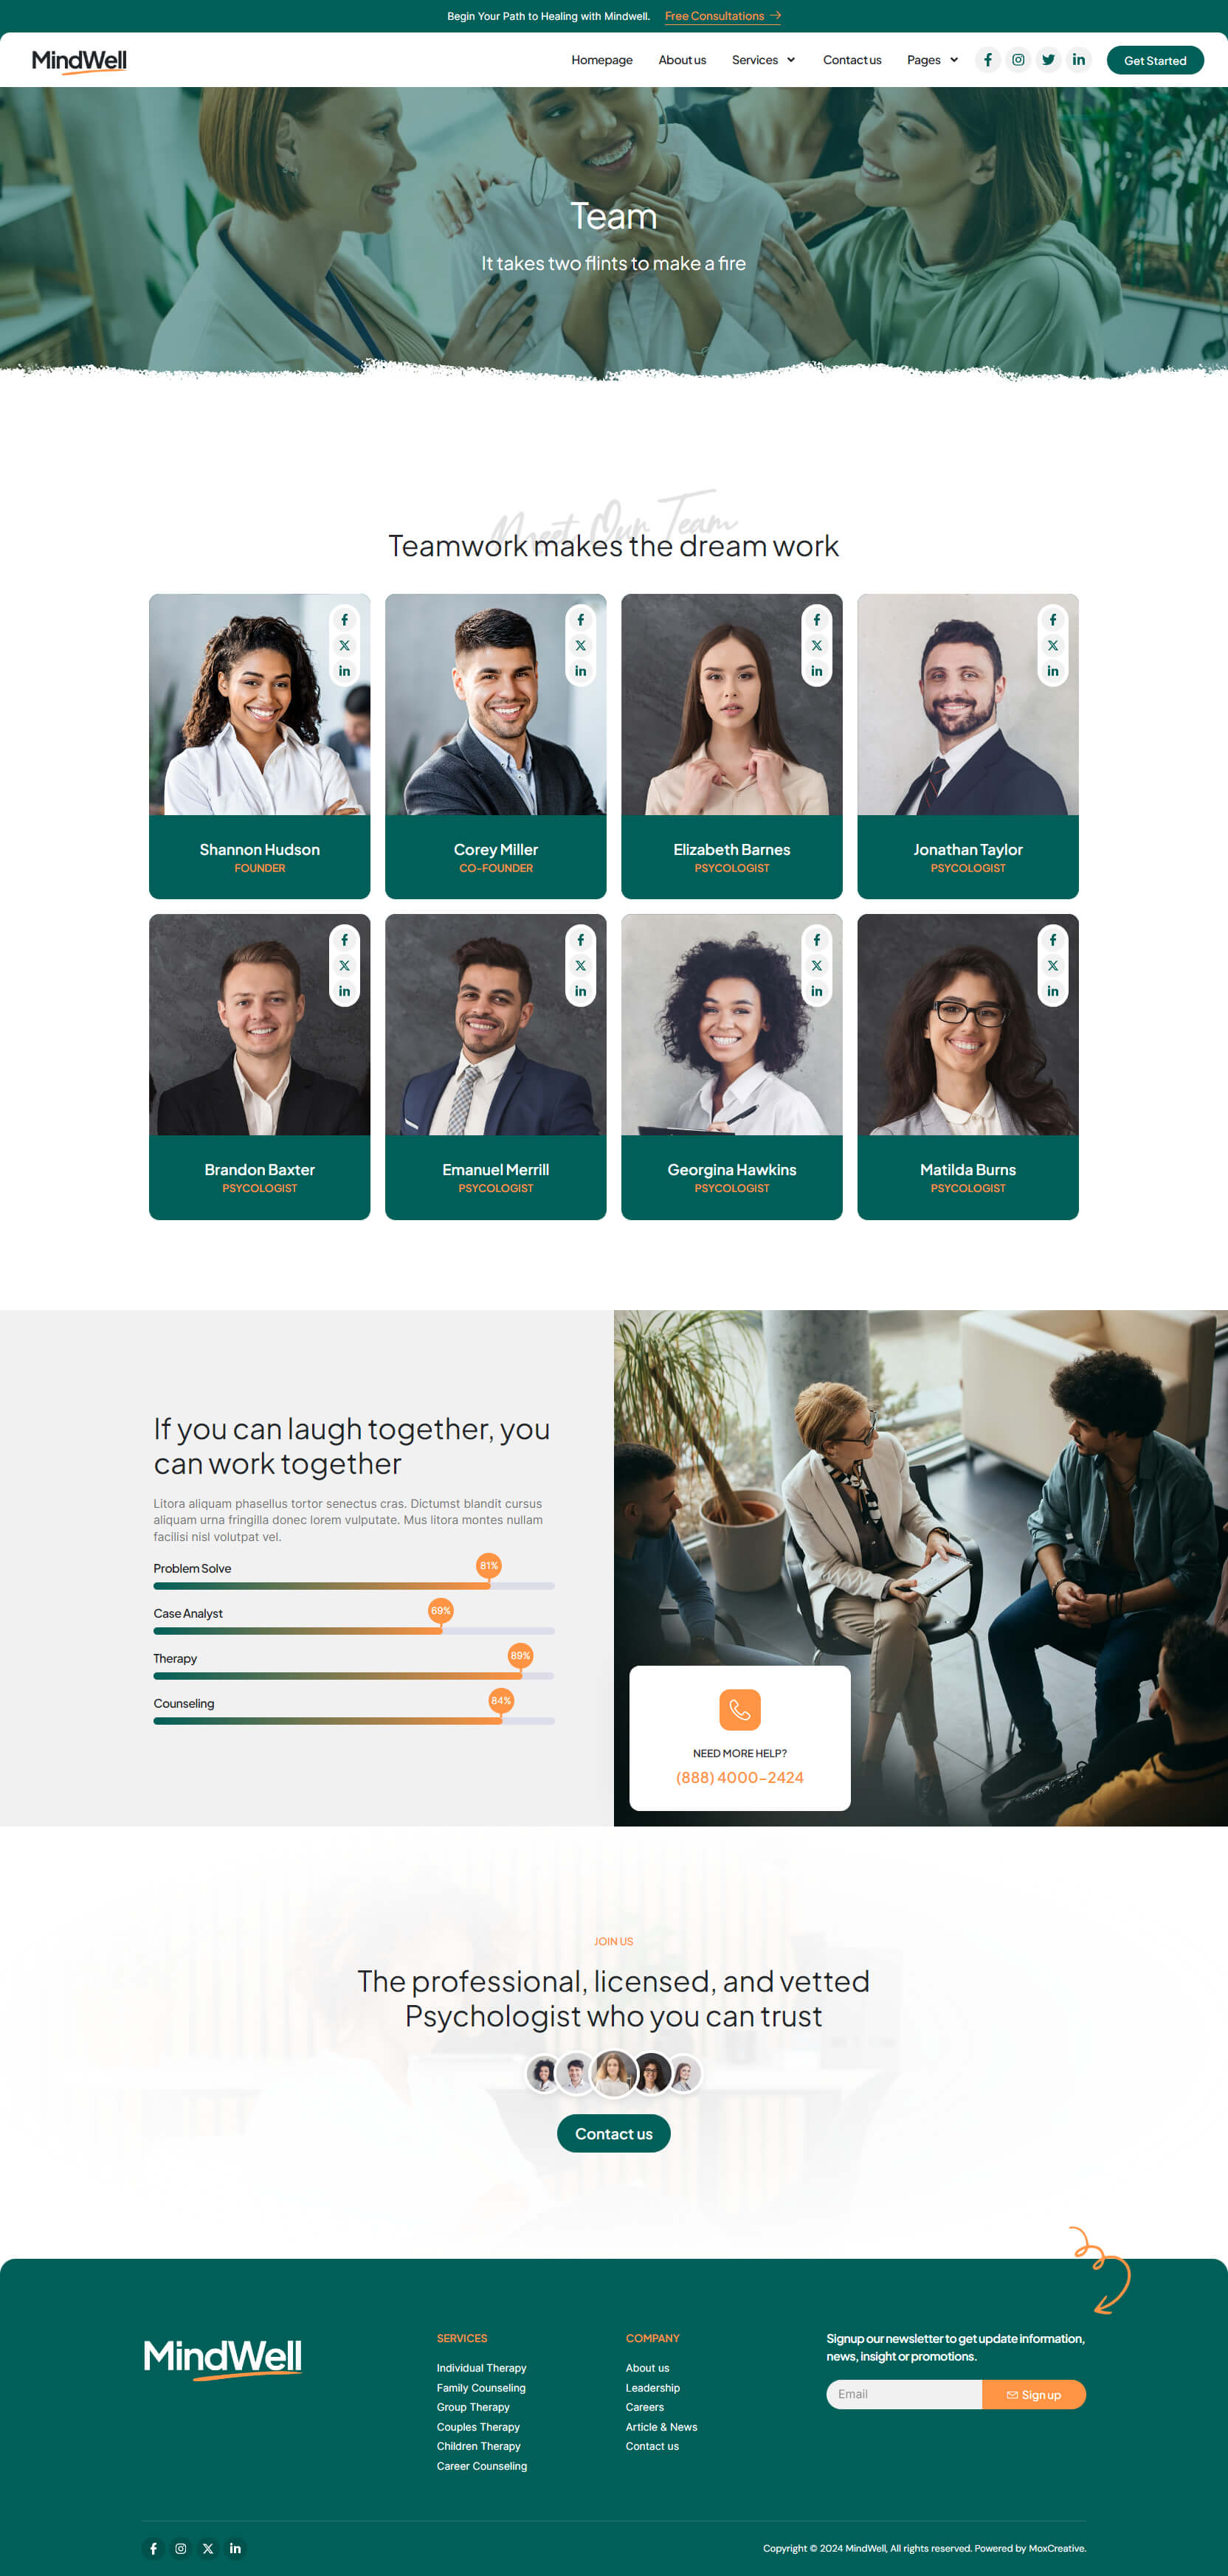 Begin Your Path to Healing with Mindwell. Free Consultations
MindWell
Homepage About us Services Contact us Pages Get Started
Team
It takes two flints to make a fire
Meet Our Team
Teamwork makes the dream work
Shannon Hudson
FOUNDER
Corey Miller
CO-FOUNDER
Elizabeth Barnes
PSYCOLOGIST
Jonathan Taylor
PSYCOLOGIST
Brandon Baxter
PSYCOLOGIST
Emanuel Merrill
PSYCOLOGIST
Georgina Hawkins
PSYCOLOGIST
Matilda Burns
PSYCOLOGIST
If you can laugh together, you
can work together
Litora aliquam phasellus tortor senectus cras. Dictumst blandit cursus
aliquam urna fringilla donec lorem vulputate. Mus litora montes nullam
facilisi nisl volutpat vel.
Problem Solve 81%
Case Analyst 69%
Therapy 89%
Counseling 84%
NEED MORE HELP?
(888) 4000-2424
JOIN US
The professional, licensed, and vetted
Psychologist who you can trust
Contact us
MindWell
SERVICES
Individual Therapy
Family Counseling
Group Therapy
Couples Therapy
Children Therapy
Career Counseling
COMPANY
About us
Leadership
Careers
Article & News
Contact us
Signup our newsletter to get update information,
news, insight or promotions.
Email Sign up
Copyright © 2024 MindWell, All rights reserved. Powered by MoxCreative.